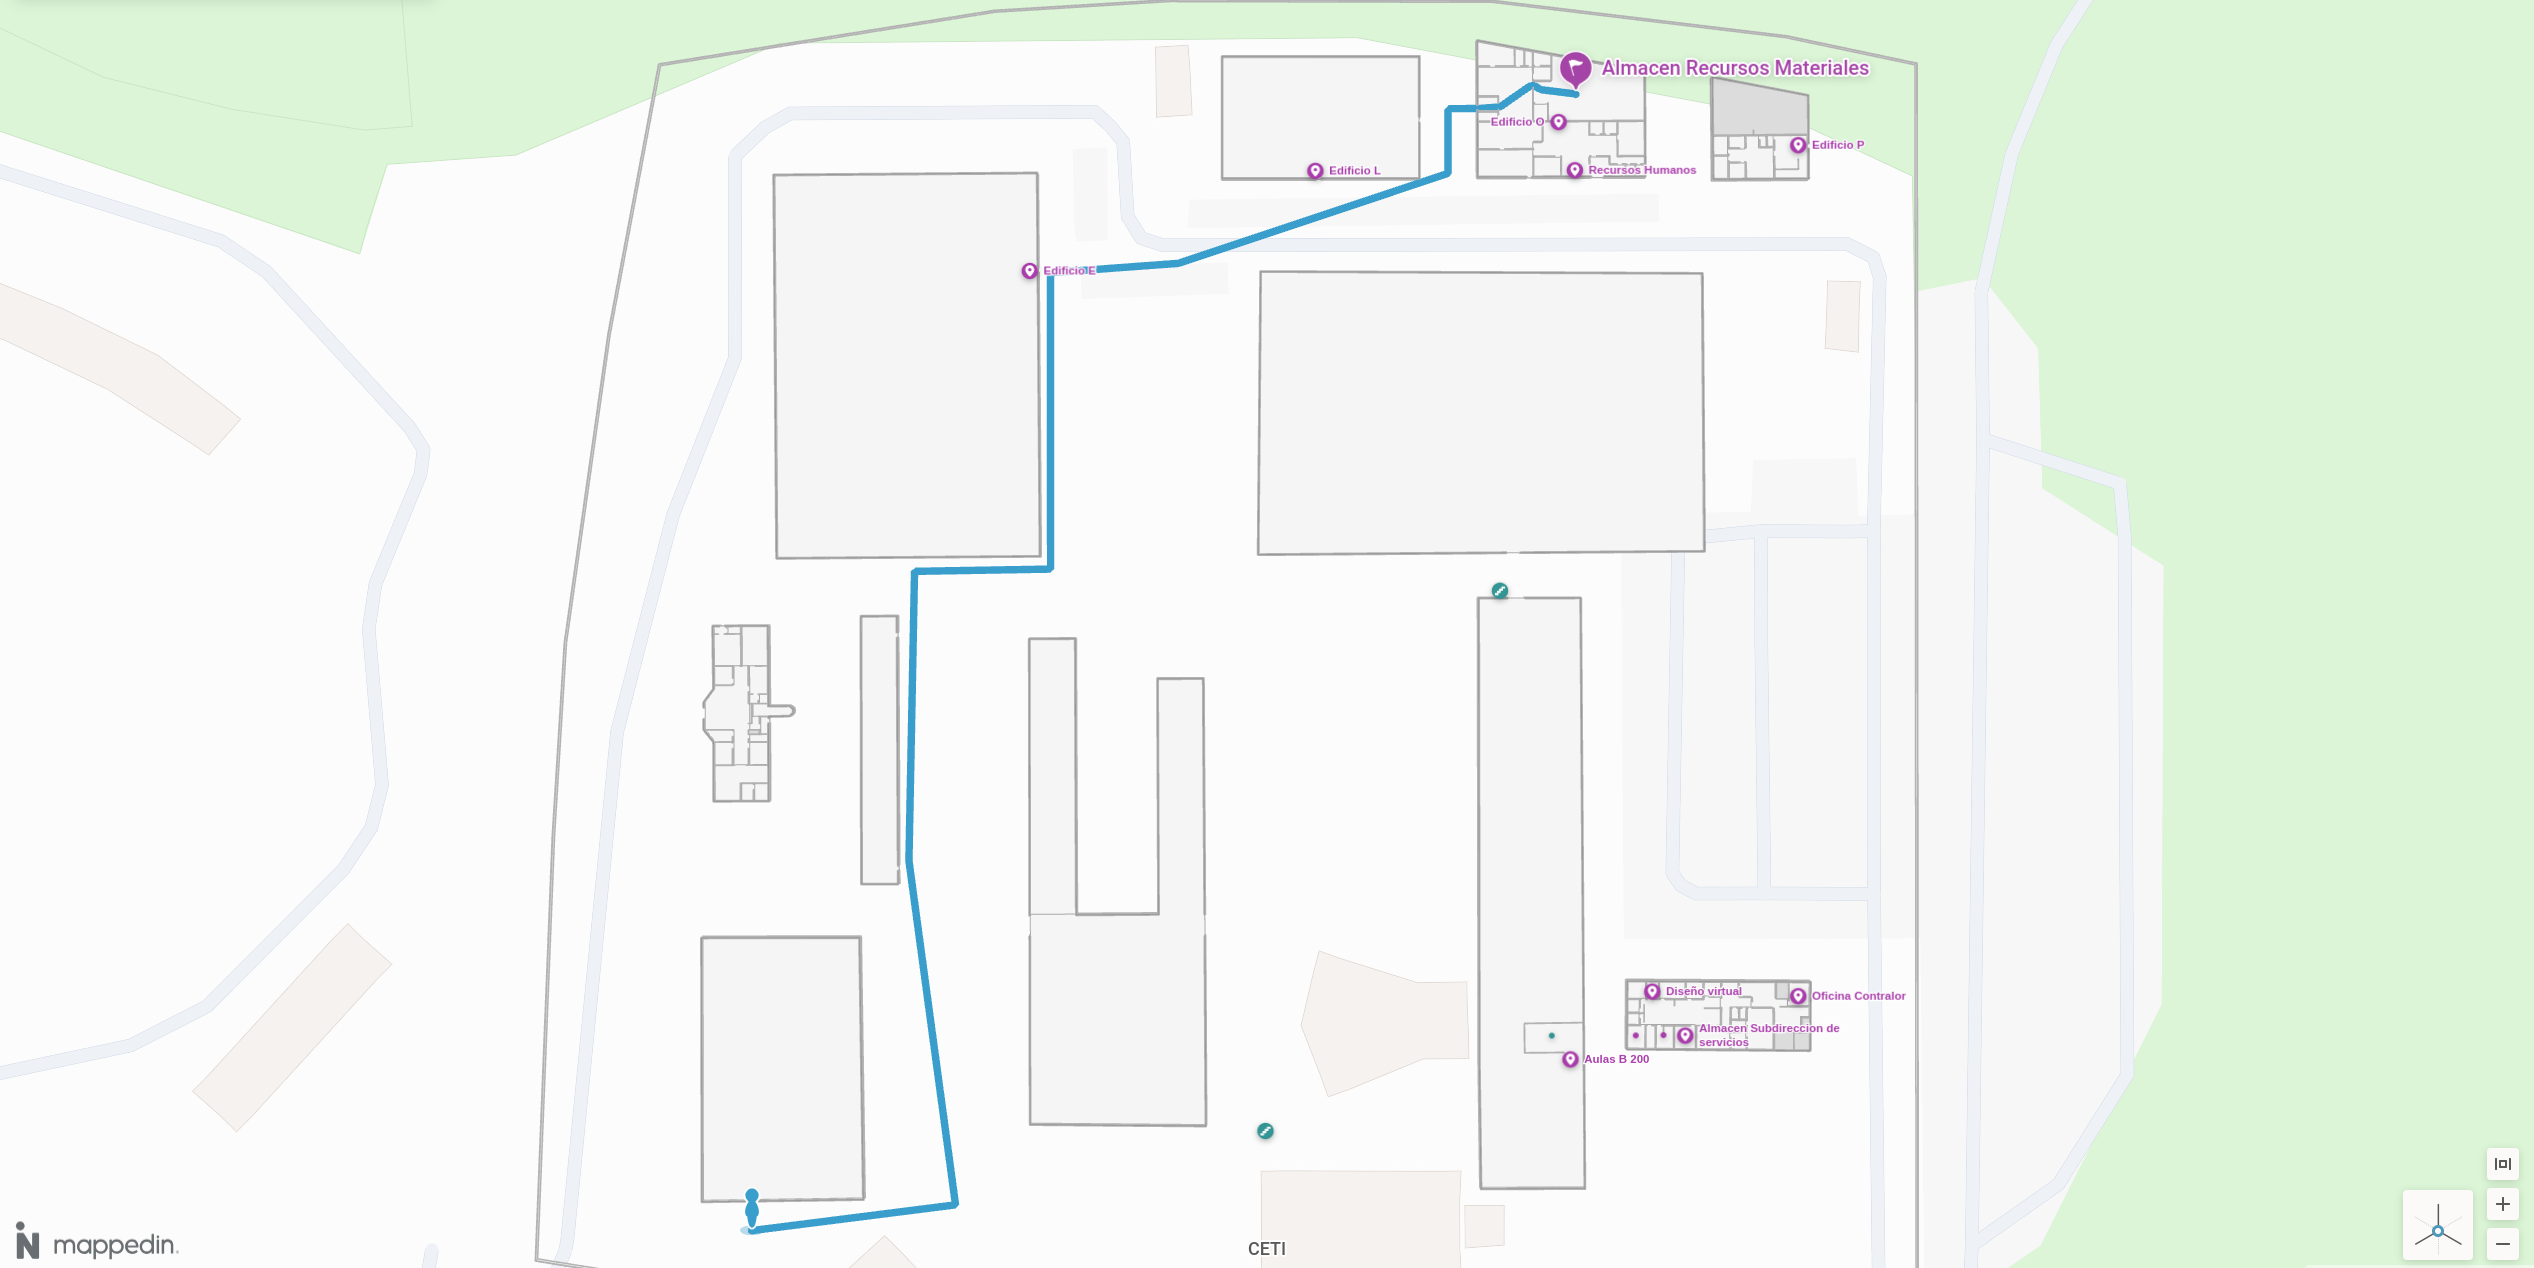 Almacen Recursos Materiales
Edificio O
Edificio P
Edificio L
Recursos Humanos
Edificio E
Diseño virtual
Oficina Contralor
Almacen Subdireccion de
servicios
Aulas B 200
CETI
mappedin.